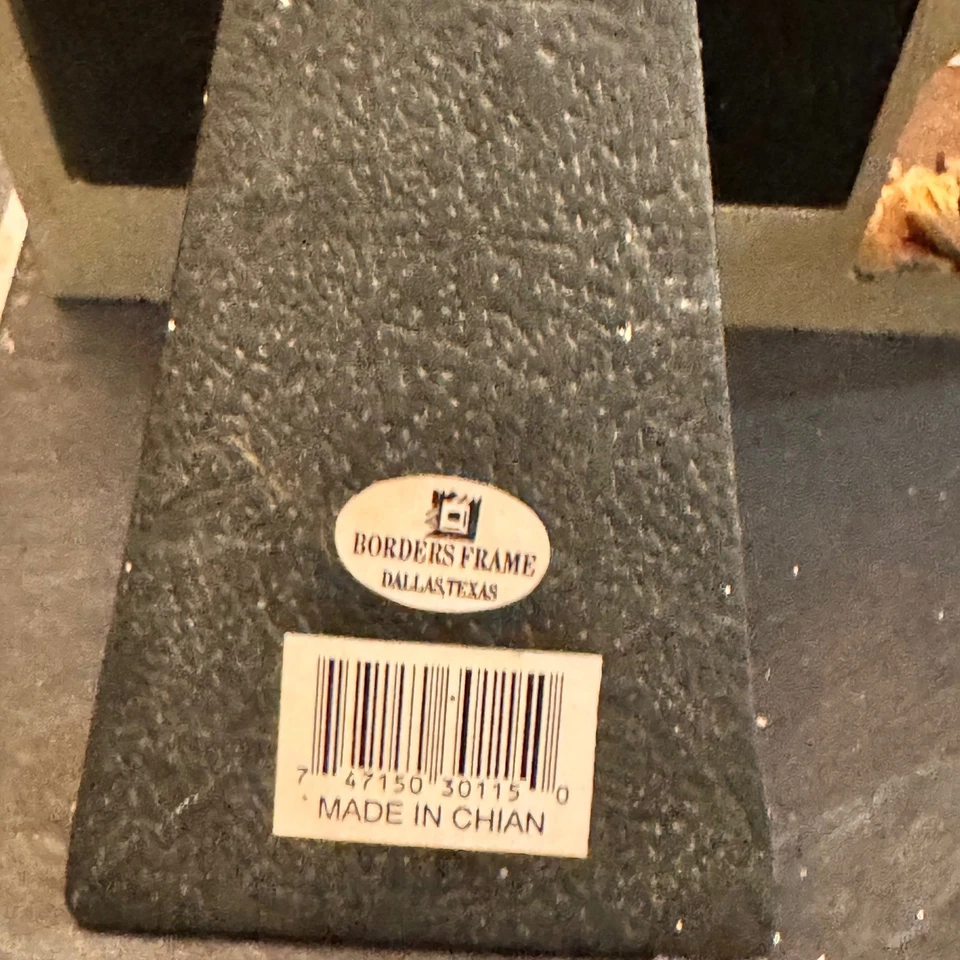 BORDERS FRAME
DALLAS,TEXAS
7 47150 30115 0
MADE IN CHIAN